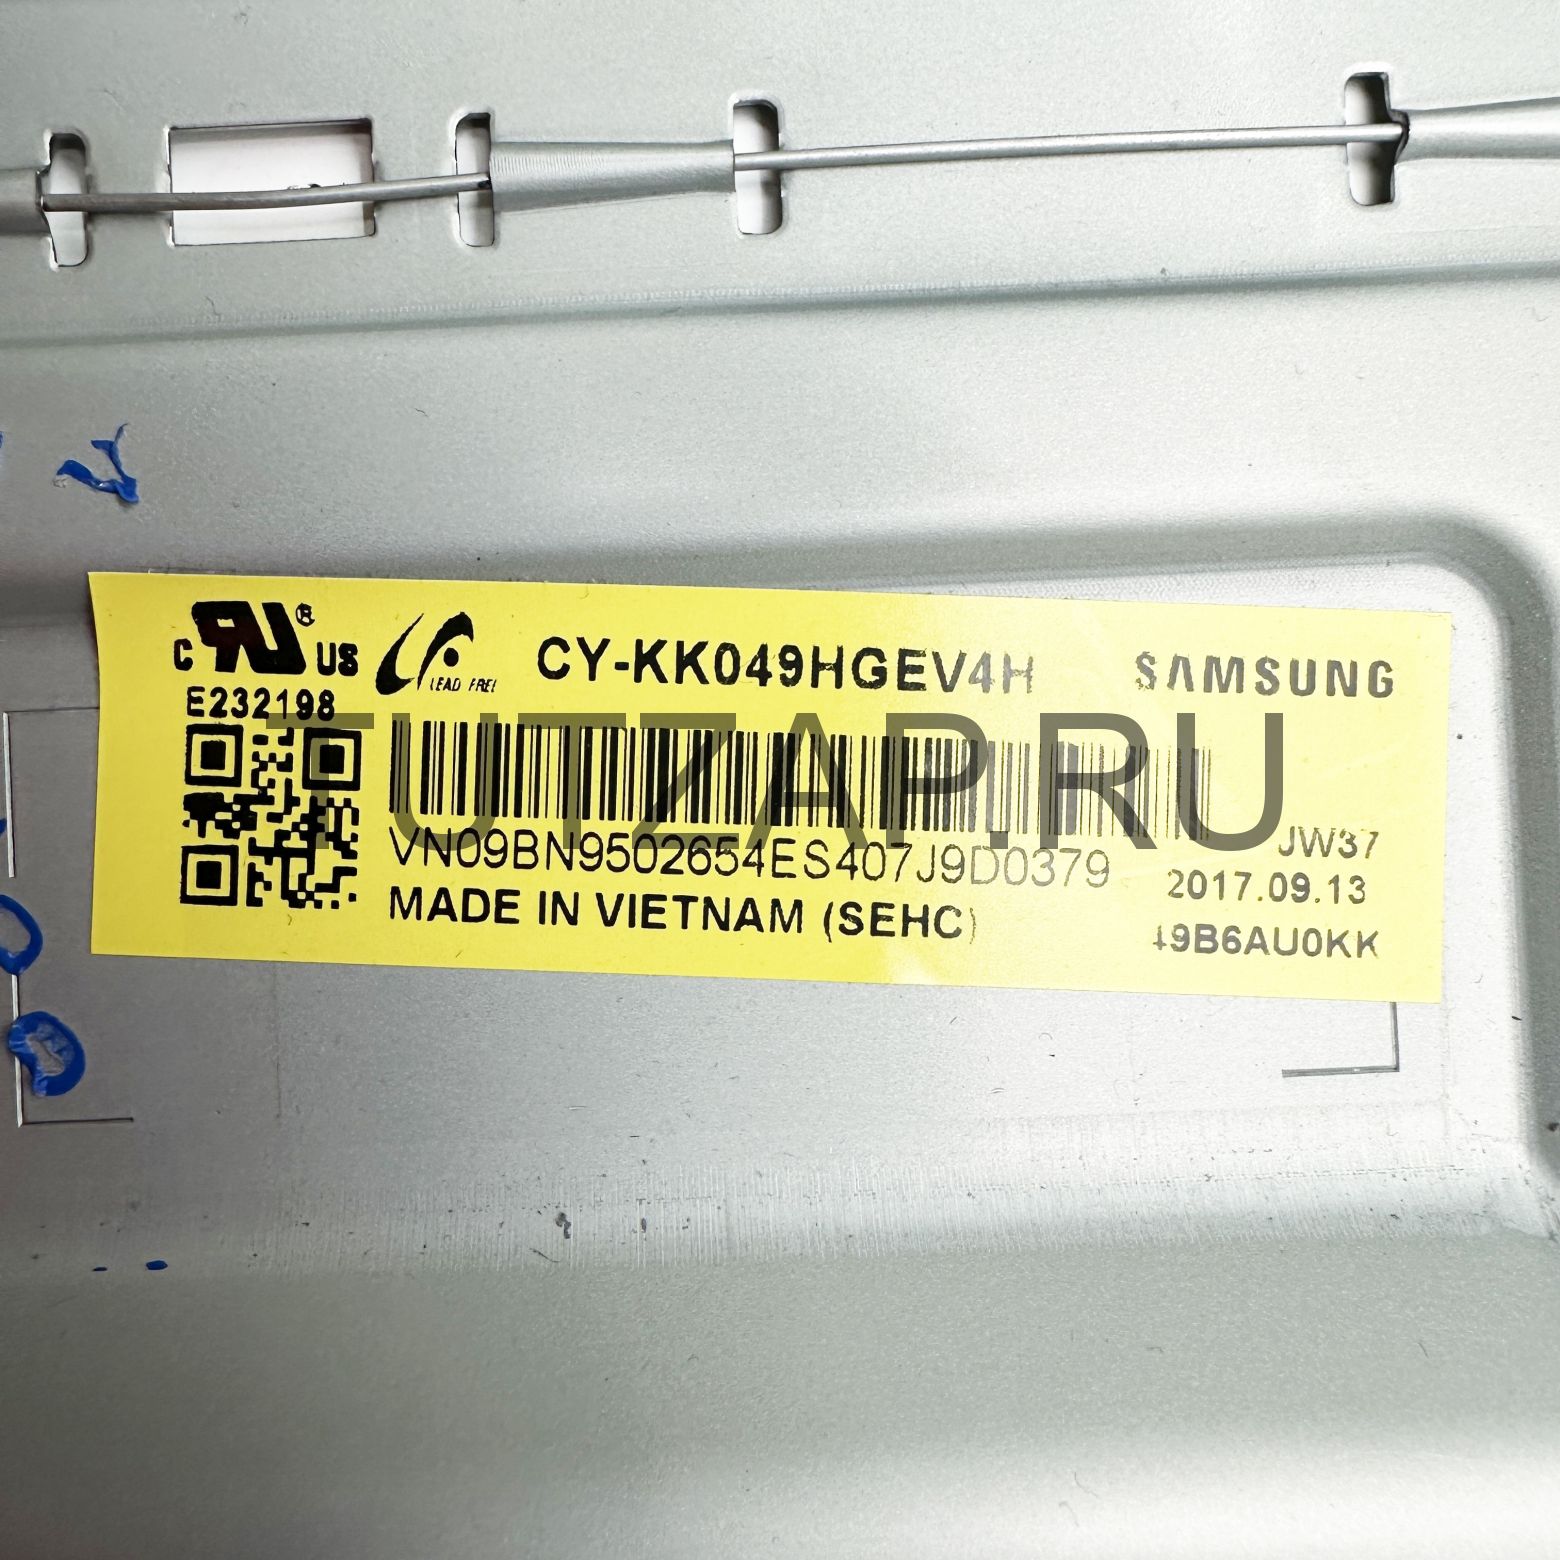 C UR ® US LEAD FREE CY-KK049HGEV4H SAMSUNG
E232198
TUTZAP.RU
VN09BN9502654ES407J9D0379 JW37
2017.09.13
MADE IN VIETNAM (SEHC)
49B6AU0KK